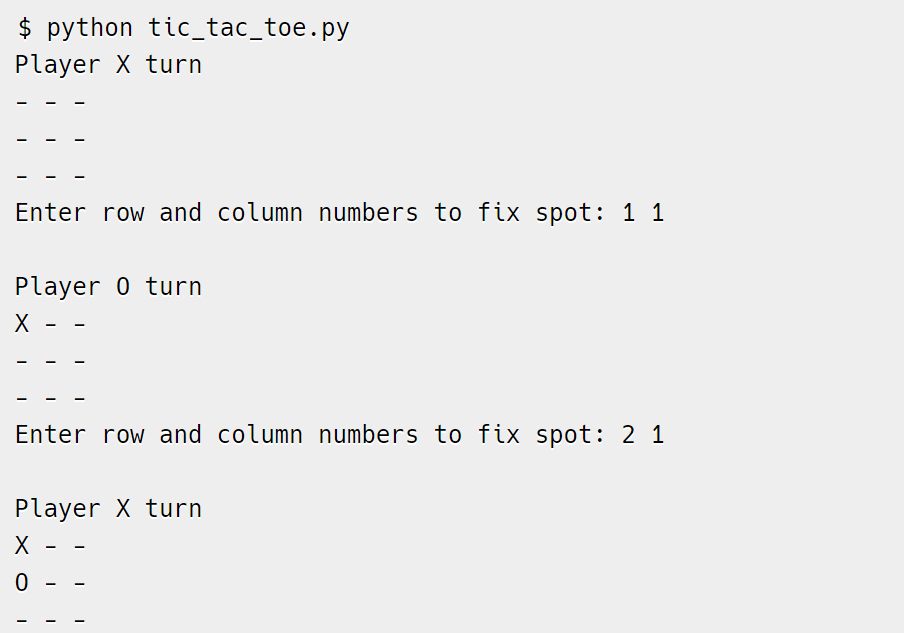 $ python tic_tac_toe.py
Player X turn
- - -
- - -
- - -
Enter row and column numbers to fix spot: 1 1
Player O turn
X - -
- - -
- - -
Enter row and column numbers to fix spot: 2 1
Player X turn
X - -
O - -
- - -